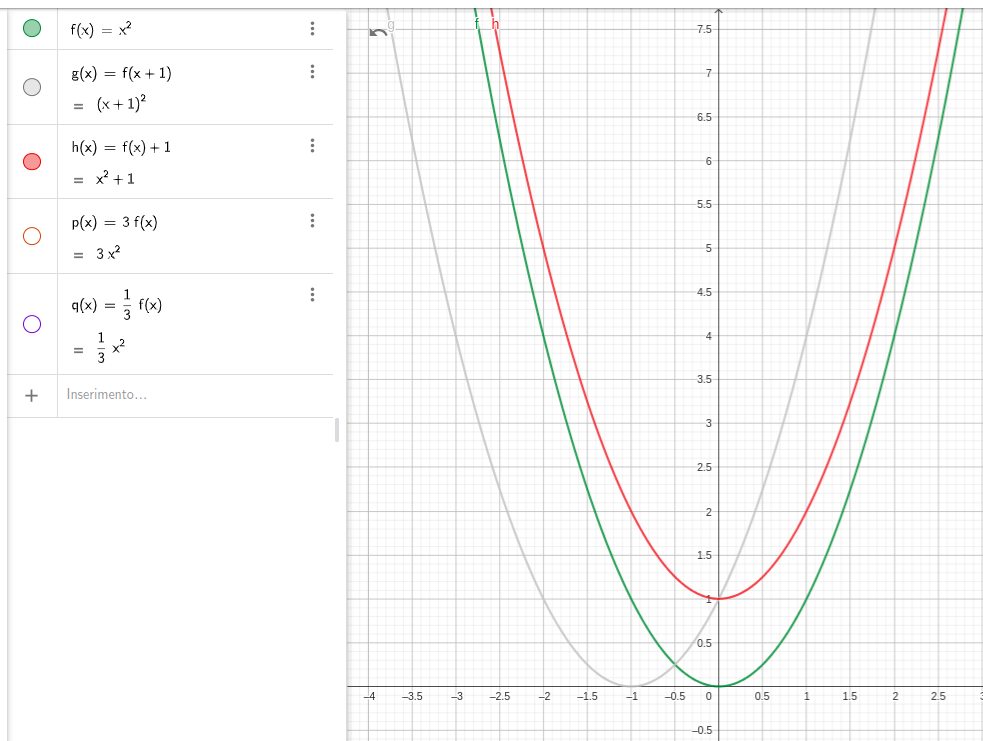 f(x) = x²
g(x) = f(x + 1)
= (x + 1)²
h(x) = f(x) + 1
= x² + 1
p(x) = 3 f(x)
= 3 x²
q(x) = 1/3 f(x)
= 1/3 x²
+ Inserimento…
g f h
7.5
7
6.5
6
5.5
5
4.5
4
3.5
3
2.5
2
1.5
1
0.5
–4 –3.5 –3 –2.5 –2 –1.5 –1 –0.5 0 0.5 1 1.5 2 2.5
–0.5